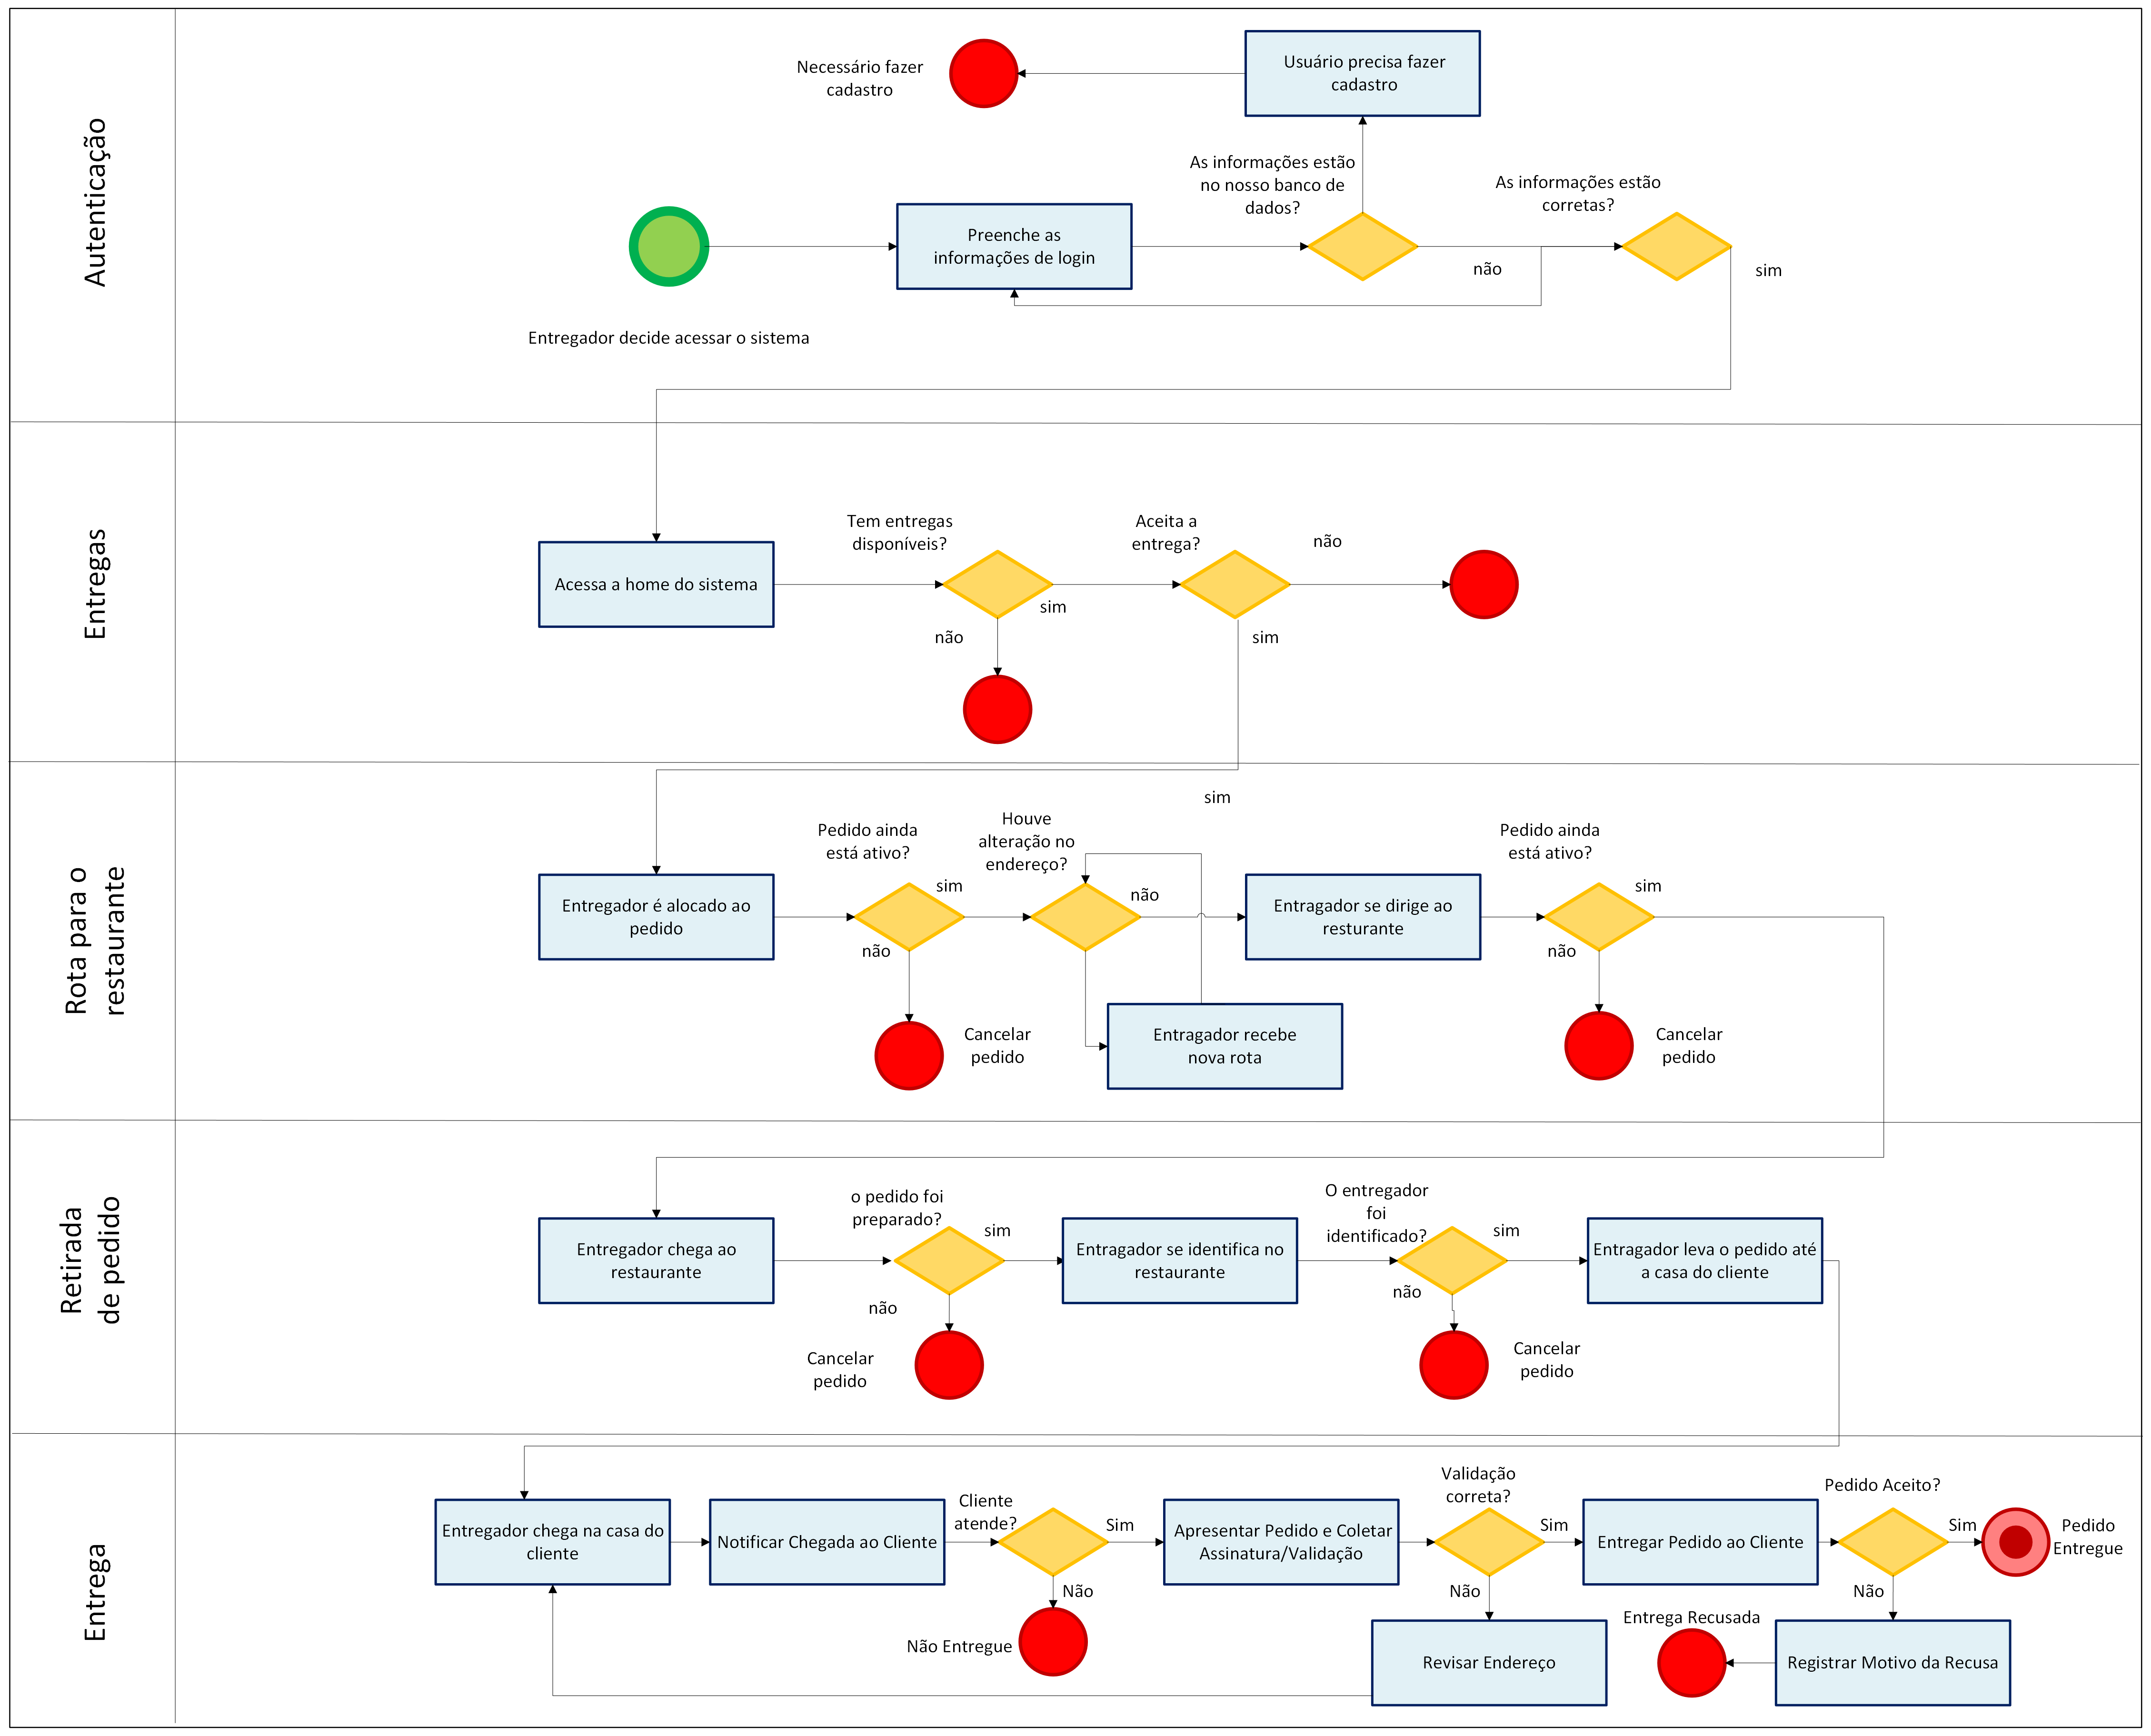 Autenticação
Necessário fazer
cadastro
Usuário precisa fazer
cadastro
As informações estão
no nosso banco de
dados?
As informações estão
corretas?
Preenche as
informações de login
não
sim
Entregador decide acessar o sistema
Entregas
Tem entregas
disponíveis?
Aceita a
entrega?
não
Acessa a home do sistema
sim
não
sim
Rota para o
restaurante
sim
Pedido ainda
está ativo?
Houve
alteração no
endereço?
Pedido ainda
está ativo?
sim
não
sim
Entregador é alocado ao
pedido
Entragador se dirige ao
resturante
não
não
Cancelar
pedido
Entragador recebe
nova rota
Cancelar
pedido
Retirada
de pedido
o pedido foi
preparado?
O entregador
foi
identificado?
sim
sim
Entregador chega ao
restaurante
Entragador se identifica no
restaurante
Entragador leva o pedido até
a casa do cliente
não
não
Cancelar
pedido
Cancelar
pedido
Entrega
Validação
correta?
Pedido Aceito?
Cliente
atende?
Sim
Sim
Sim
Pedido
Entregue
Entregador chega na casa do
cliente
Notificar Chegada ao Cliente
Apresentar Pedido e Coletar
Assinatura/Validação
Entregar Pedido ao Cliente
Não
Não
Não
Entrega Recusada
Não Entregue
Revisar Endereço
Registrar Motivo da Recusa